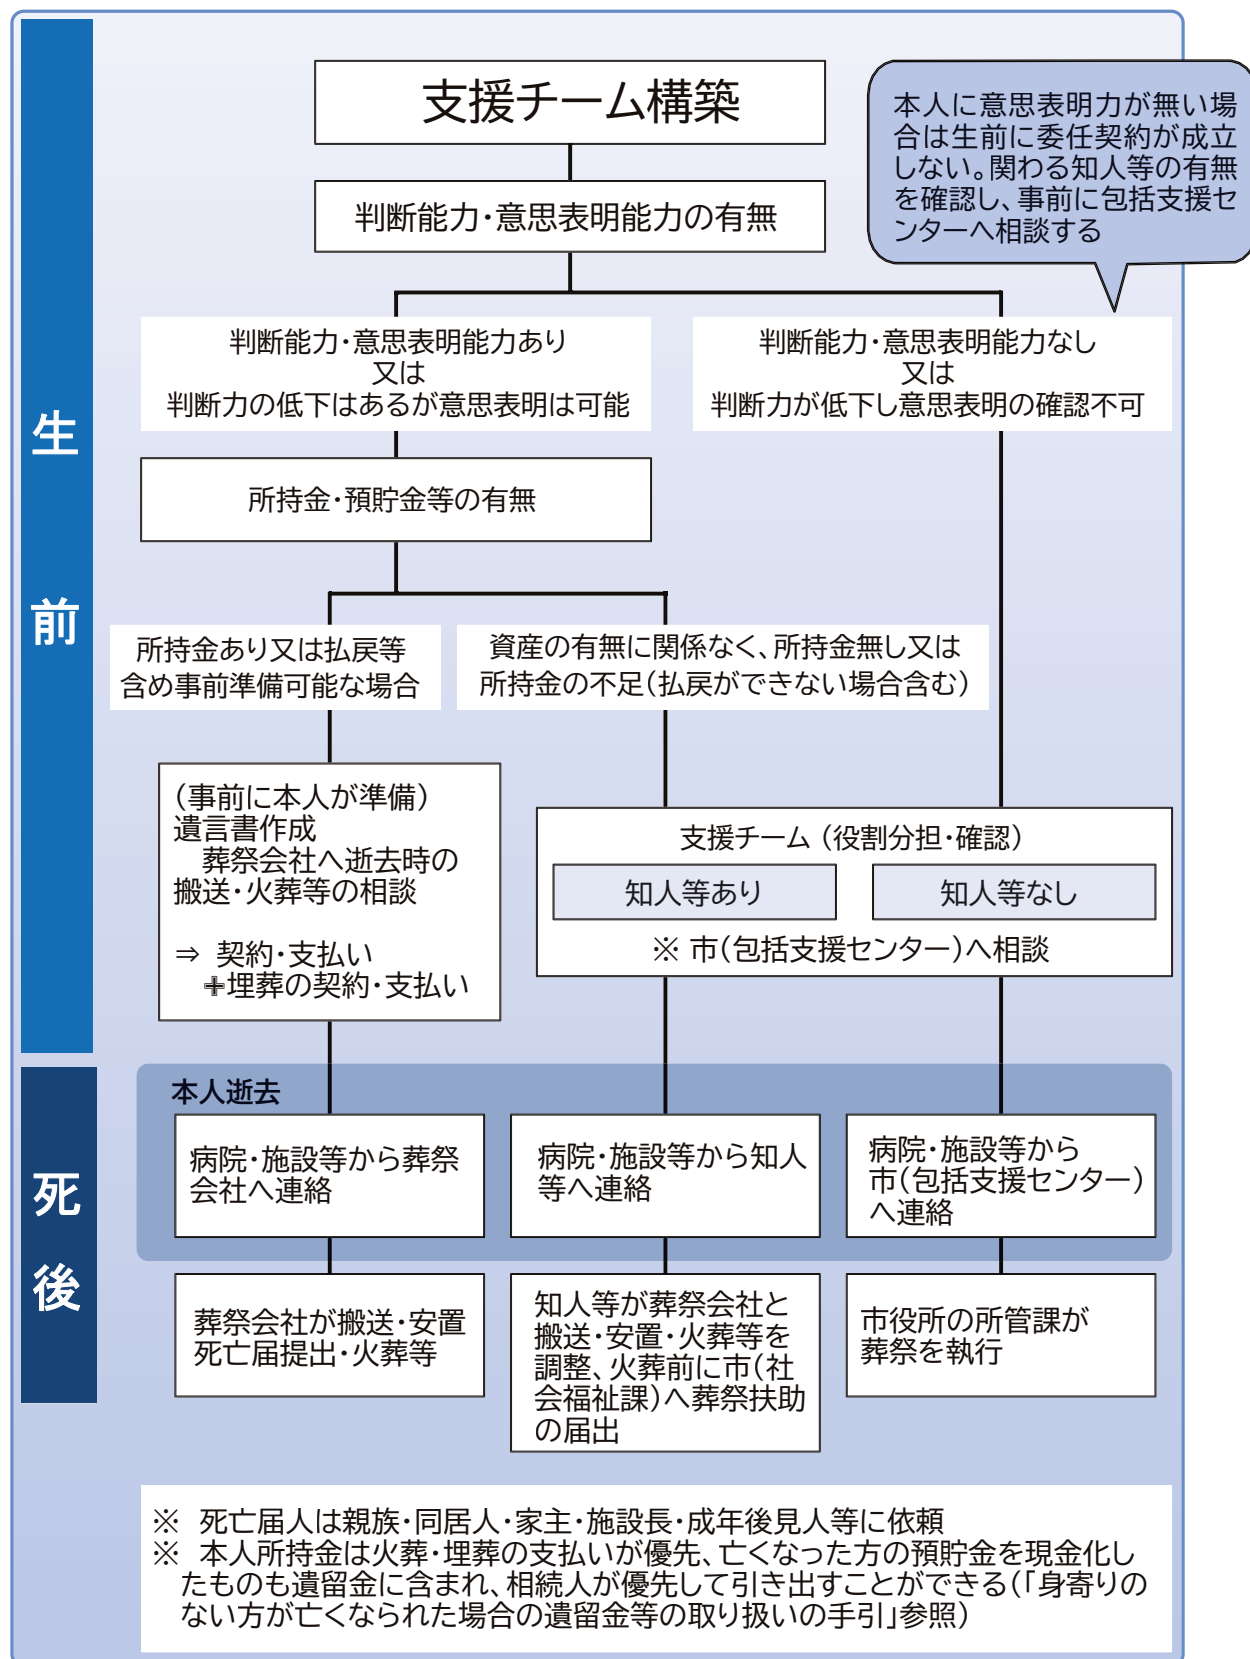 支援チーム構築
本人に意思表明力が無い場
合は生前に委任契約が成立
しない。関わる知人等の有無
を確認し、事前に包括支援セ
ンターへ相談する
判断能力・意思表明能力の有無
生前
判断能力・意思表明能力あり
又は
判断力の低下はあるが意思表明は可能
判断能力・意思表明能力なし
又は
判断力が低下し意思表明の確認不可
所持金・預貯金等の有無
所持金あり又は払戻等
含め事前準備可能な場合
資産の有無に関係なく、所持金無し又は
所持金の不足(払戻ができない場合含む)
(事前に本人が準備)
遺言書作成
葬祭会社へ逝去時の
搬送・火葬等の相談
⇒ 契約・支払い
+埋葬の契約・支払い
支援チーム (役割分担・確認)
知人等あり
知人等なし
※ 市(包括支援センター)へ相談
死後
本人逝去
病院・施設等から葬祭
会社へ連絡
病院・施設等から知人
等へ連絡
病院・施設等から
市(包括支援センター)
へ連絡
葬祭会社が搬送・安置
死亡届提出・火葬等
知人等が葬祭会社と
搬送・安置・火葬等を
調整、火葬前に市(社
会福祉課)へ葬祭扶助
の届出
市役所の所管課が
葬祭を執行
※ 死亡届人は親族・同居人・家主・施設長・成年後見人等に依頼
※ 本人所持金は火葬・埋葬の支払いが優先、亡くなった方の預貯金を現金化し
たものも遺留金に含まれ、相続人が優先して引き出すことができる(「身寄りの
ない方が亡くなられた場合の遺留金等の取り扱いの手引」参照)